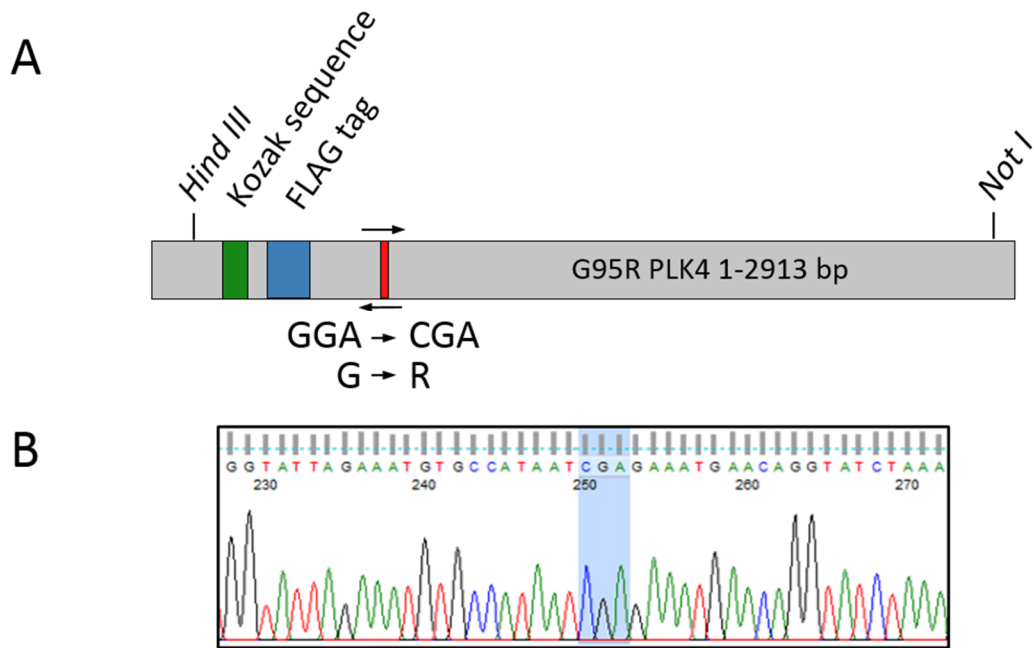 A
Hind III
Kozak sequence
FLAG tag
Not I
G95R PLK4 1-2913 bp
GGA → CGA
G → R
B
G G T A T T A G A A A T G T G C C A T A A T C G A G A A A T G A A C A G G T A T C T A A A
230 240 250 260 270